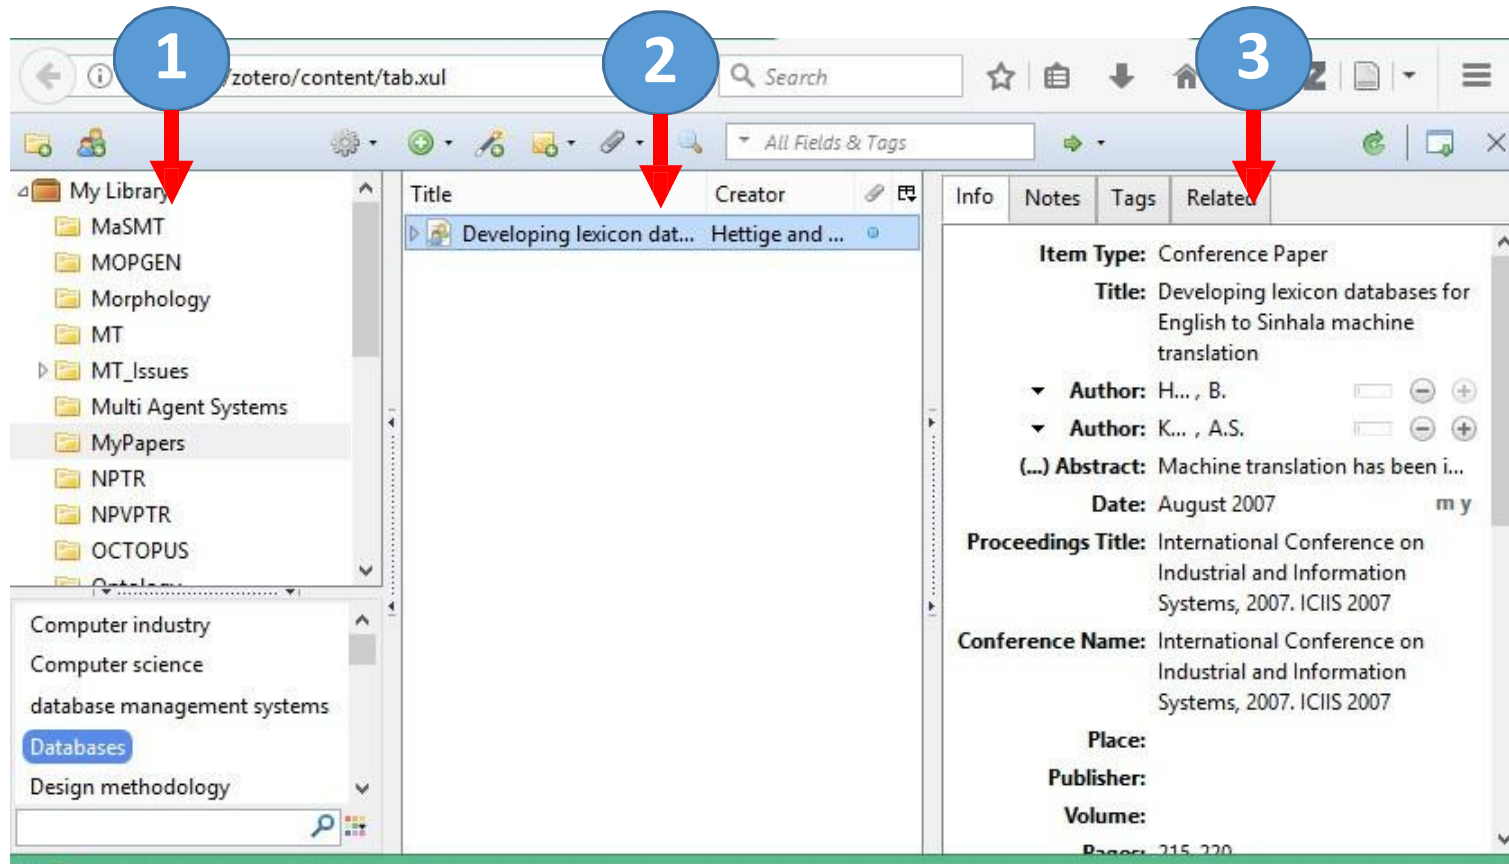 1
2
3
/zotero/content/tab.xul
Search
Z
All Fields & Tags
My Library
MaSMT
MOPGEN
Morphology
MT
MT_Issues
Multi Agent Systems
MyPapers
NPTR
NPVPTR
OCTOPUS
Ontology
Computer industry
Computer science
database management systems
Databases
Design methodology
Title Creator
Developing lexicon dat... Hettige and ...
Info Notes Tags Related
Item Type: Conference Paper
Title: Developing lexicon databases for
English to Sinhala machine
translation
Author: H... , B.
Author: K... , A.S.
(...) Abstract: Machine translation has been i...
Date: August 2007 m y
Proceedings Title: International Conference on
Industrial and Information
Systems, 2007. ICIIS 2007
Conference Name: International Conference on
Industrial and Information
Systems, 2007. ICIIS 2007
Place:
Publisher:
Volume:
Pages: 215-220